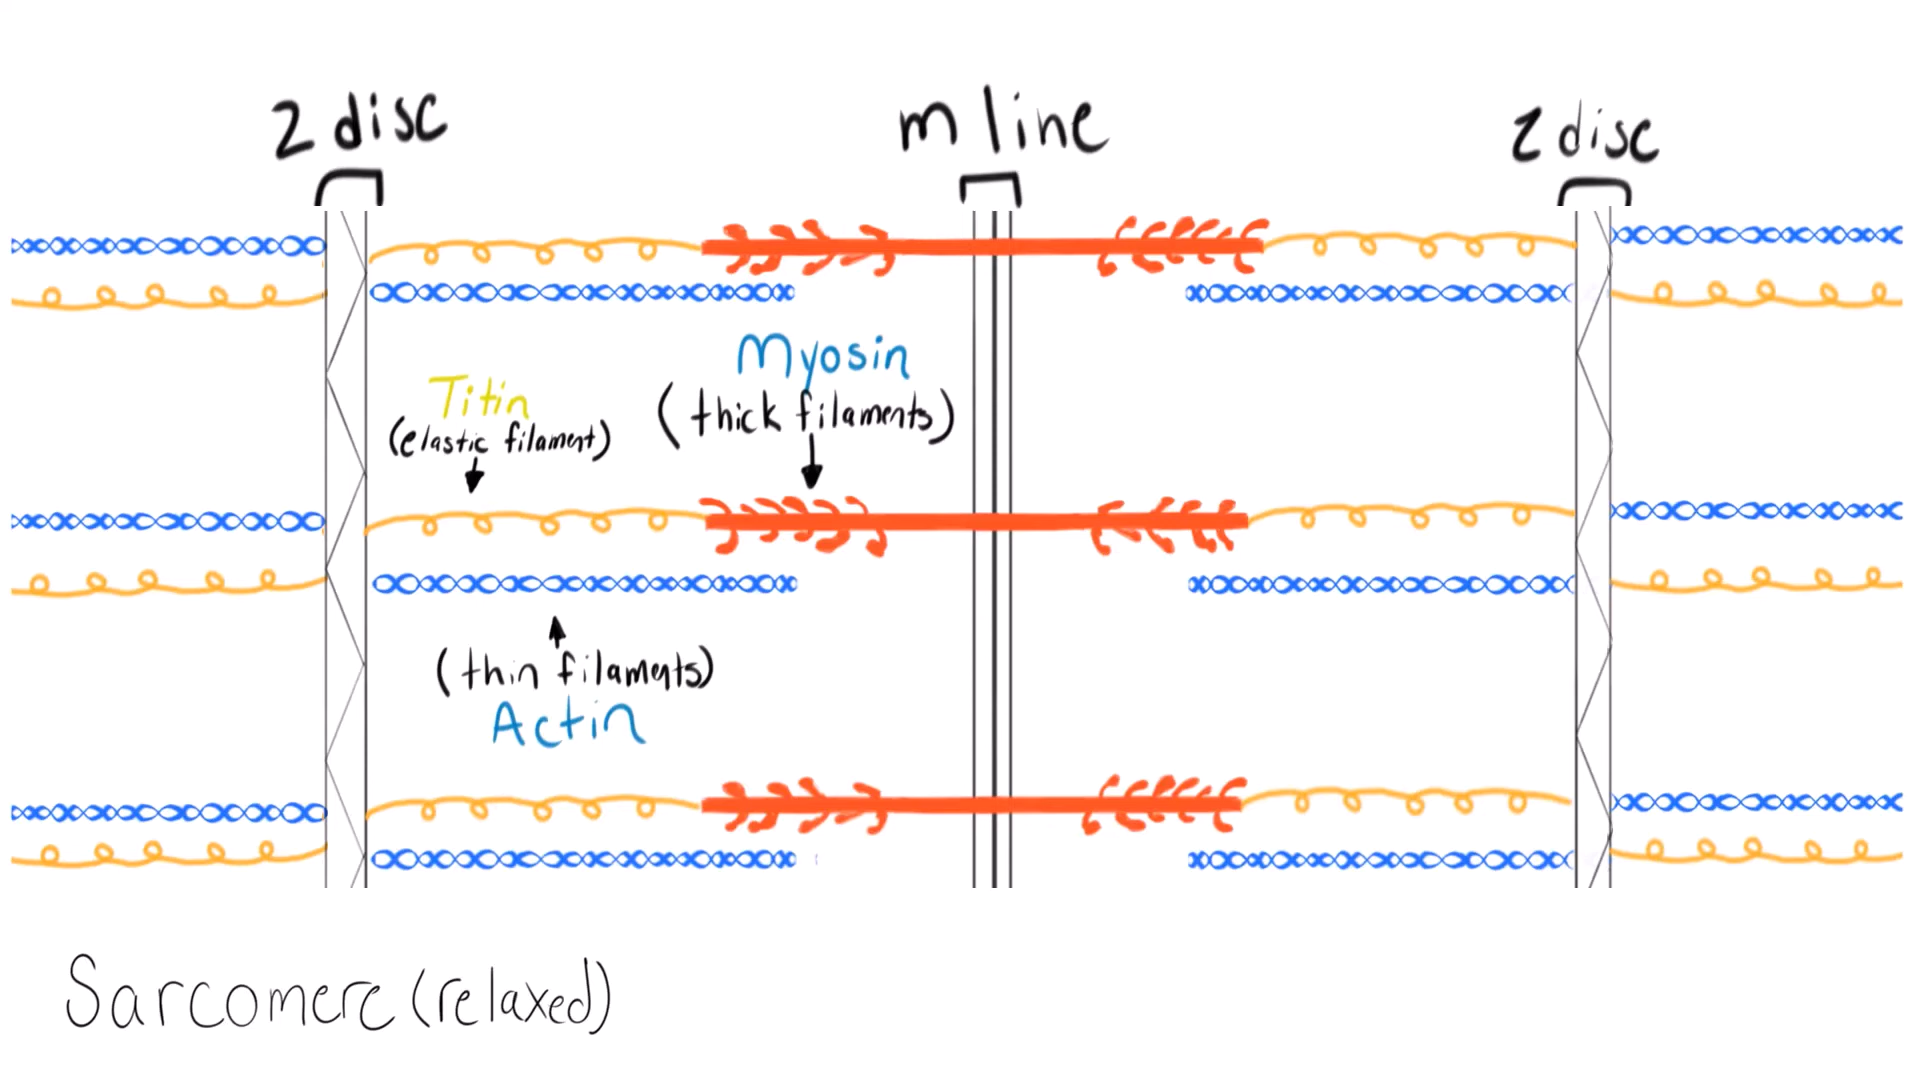 Z disc
m line
Z disc
Myosin
(thick filaments)
Titin
(elastic filament)
(thin filaments)
Actin
Sarcomere (relaxed)